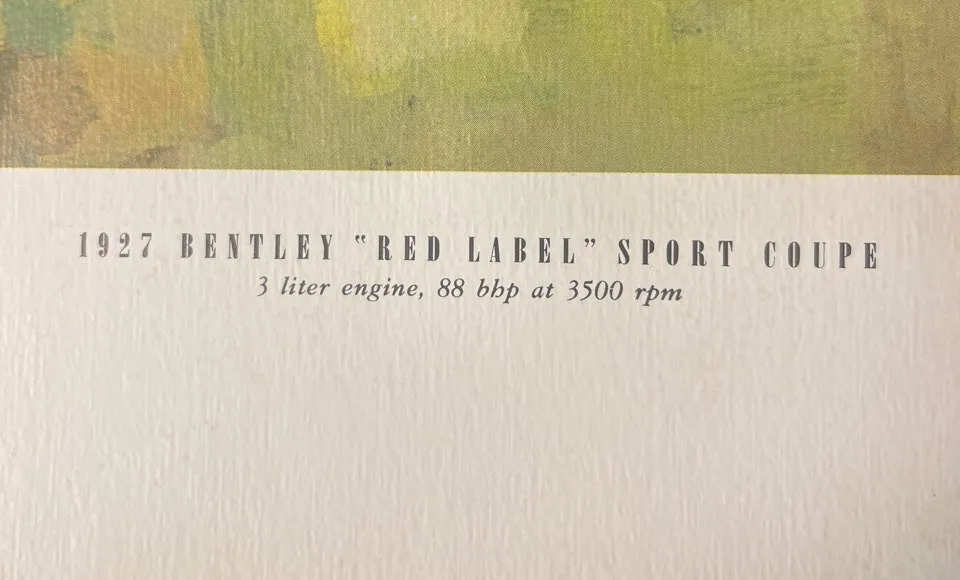 1927 BENTLEY “RED LABEL” SPORT COUPE
3 liter engine, 88 bhp at 3500 rpm